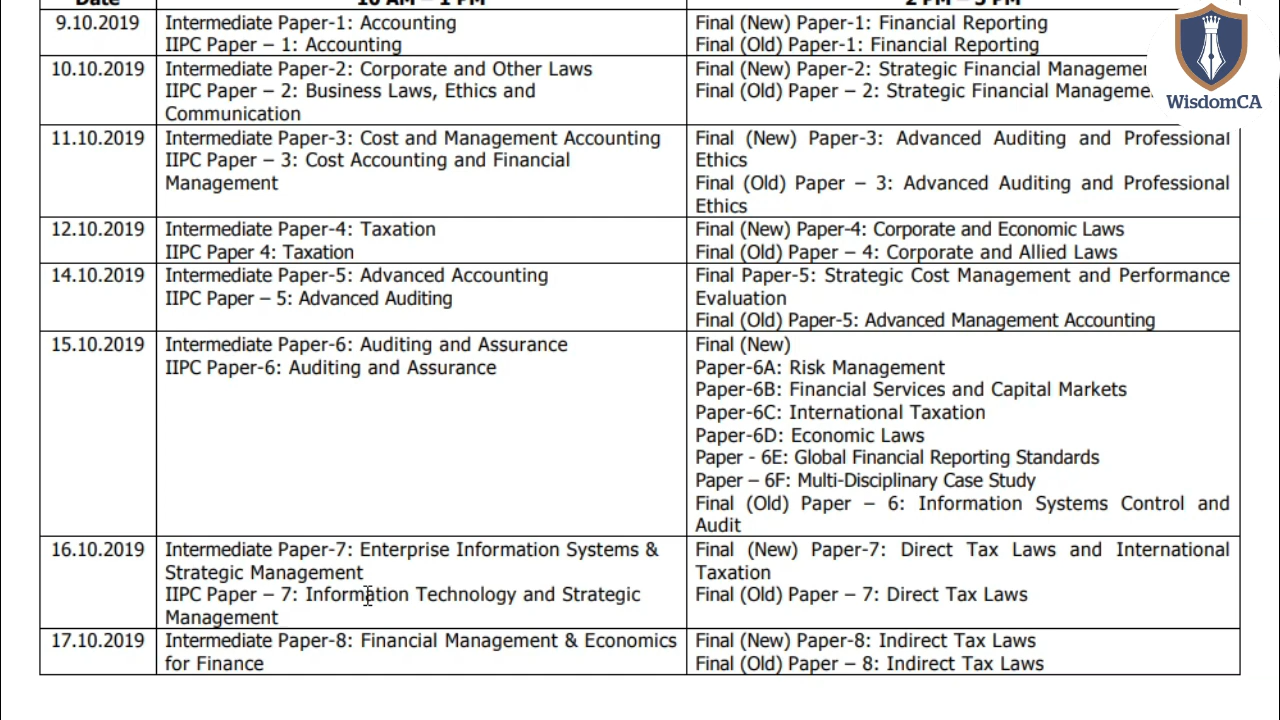 Date 10 AM – 1 PM 2 PM – 5 PM
9.10.2019
Intermediate Paper-1: Accounting
IIPC Paper – 1: Accounting
Final (New) Paper-1: Financial Reporting
Final (Old) Paper-1: Financial Reporting
10.10.2019
Intermediate Paper-2: Corporate and Other Laws
IIPC Paper – 2: Business Laws, Ethics and
Communication
Final (New) Paper-2: Strategic Financial Managemen
Final (Old) Paper – 2: Strategic Financial Manageme
11.10.2019
Intermediate Paper-3: Cost and Management Accounting
IIPC Paper – 3: Cost Accounting and Financial
Management
Final (New) Paper-3: Advanced Auditing and Professional
Ethics
Final (Old) Paper – 3: Advanced Auditing and Professional
Ethics
12.10.2019
Intermediate Paper-4: Taxation
IIPC Paper 4: Taxation
Final (New) Paper-4: Corporate and Economic Laws
Final (Old) Paper – 4: Corporate and Allied Laws
14.10.2019
Intermediate Paper-5: Advanced Accounting
IIPC Paper – 5: Advanced Auditing
Final Paper-5: Strategic Cost Management and Performance
Evaluation
Final (Old) Paper-5: Advanced Management Accounting
15.10.2019
Intermediate Paper-6: Auditing and Assurance
IIPC Paper-6: Auditing and Assurance
Final (New)
Paper-6A: Risk Management
Paper-6B: Financial Services and Capital Markets
Paper-6C: International Taxation
Paper-6D: Economic Laws
Paper - 6E: Global Financial Reporting Standards
Paper – 6F: Multi-Disciplinary Case Study
Final (Old) Paper – 6: Information Systems Control and
Audit
16.10.2019
Intermediate Paper-7: Enterprise Information Systems &
Strategic Management
IIPC Paper – 7: Information Technology and Strategic
Management
Final (New) Paper-7: Direct Tax Laws and International
Taxation
Final (Old) Paper – 7: Direct Tax Laws
17.10.2019
Intermediate Paper-8: Financial Management & Economics
for Finance
Final (New) Paper-8: Indirect Tax Laws
Final (Old) Paper – 8: Indirect Tax Laws
WisdomCA